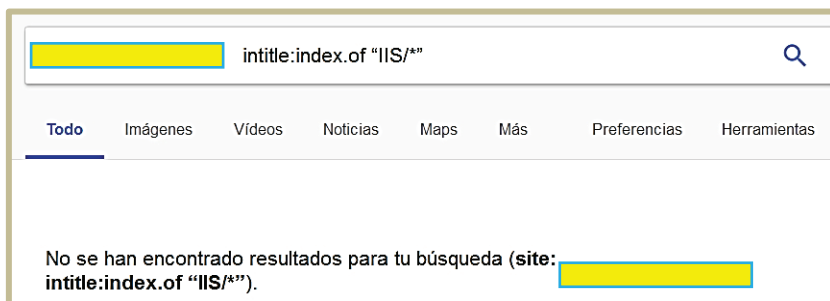 intitle:index.of “IIS/*”
Todo Imágenes Vídeos Noticias Maps Más Preferencias Herramientas
No se han encontrado resultados para tu búsqueda (site:
intitle:index.of “IIS/*”).